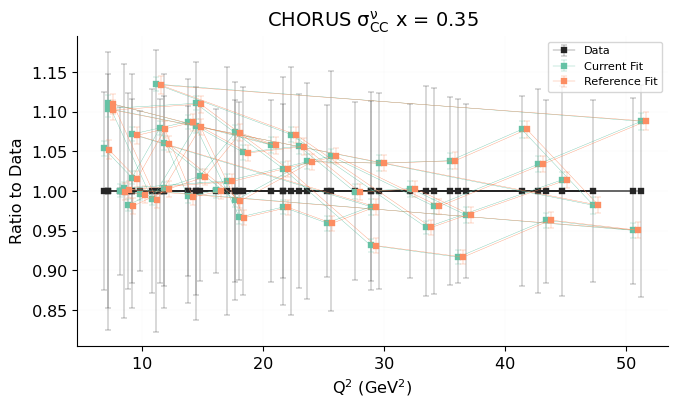 CHORUS σ^ν_CC x = 0.35
Ratio to Data
1.15
1.10
1.05
1.00
0.95
0.90
0.85
Data
Current Fit
Reference Fit
10
20
30
40
50
Q² (GeV²)